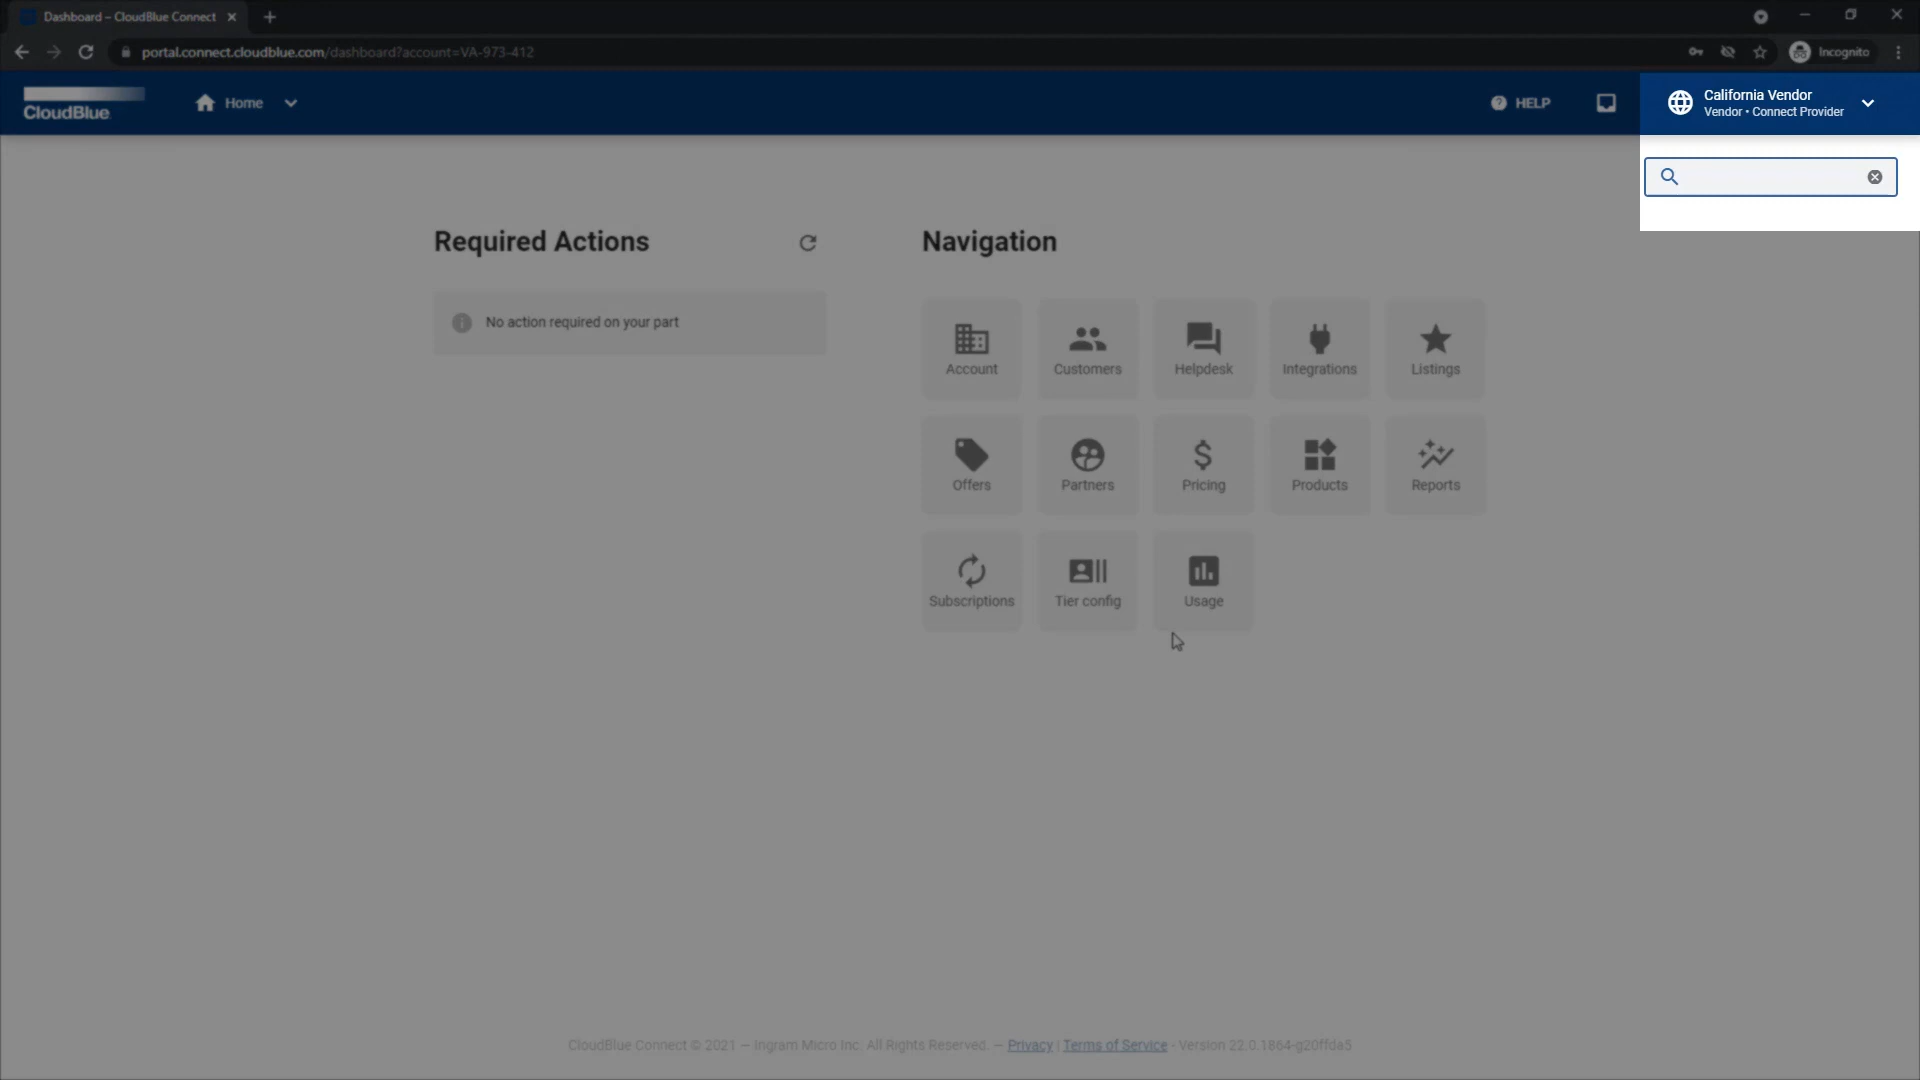 Dashboard – CloudBlue Connect
portal.connect.cloudblue.com/dashboard?account=VA-973-412
Incognito
CloudBlue
Home
HELP
California Vendor
Vendor • Connect Provider
Required Actions
No action required on your part
Navigation
Account
Customers
Helpdesk
Integrations
Listings
Offers
Partners
Pricing
Products
Reports
Subscriptions
Tier config
Usage
CloudBlue Connect © 2021 – Ingram Micro Inc. All Rights Reserved. – Privacy | Terms of Service - Version 22.0.1864-g20ffda5